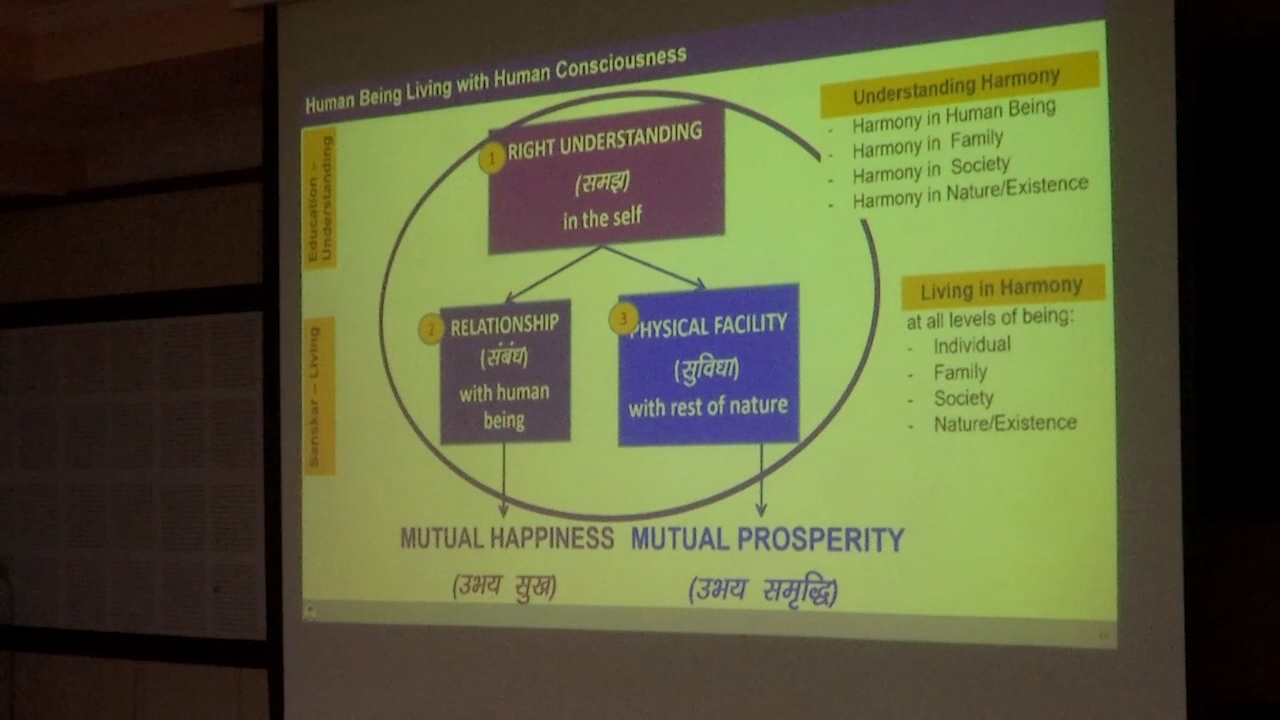 Human Being Living with Human Consciousness
Education –
Understanding
1
RIGHT UNDERSTANDING
(समझ)
in the self
Understanding Harmony
- Harmony in Human Being
- Harmony in Family
- Harmony in Society
- Harmony in Nature/Existence
Sanskar – Living
2
RELATIONSHIP
(संबंध)
with human
being
3
PHYSICAL FACILITY
(सुविधा)
with rest of nature
Living in Harmony
at all levels of being:
- Individual
- Family
- Society
- Nature/Existence
MUTUAL HAPPINESS
(उभय सुख)
MUTUAL PROSPERITY
(उभय समृद्धि)